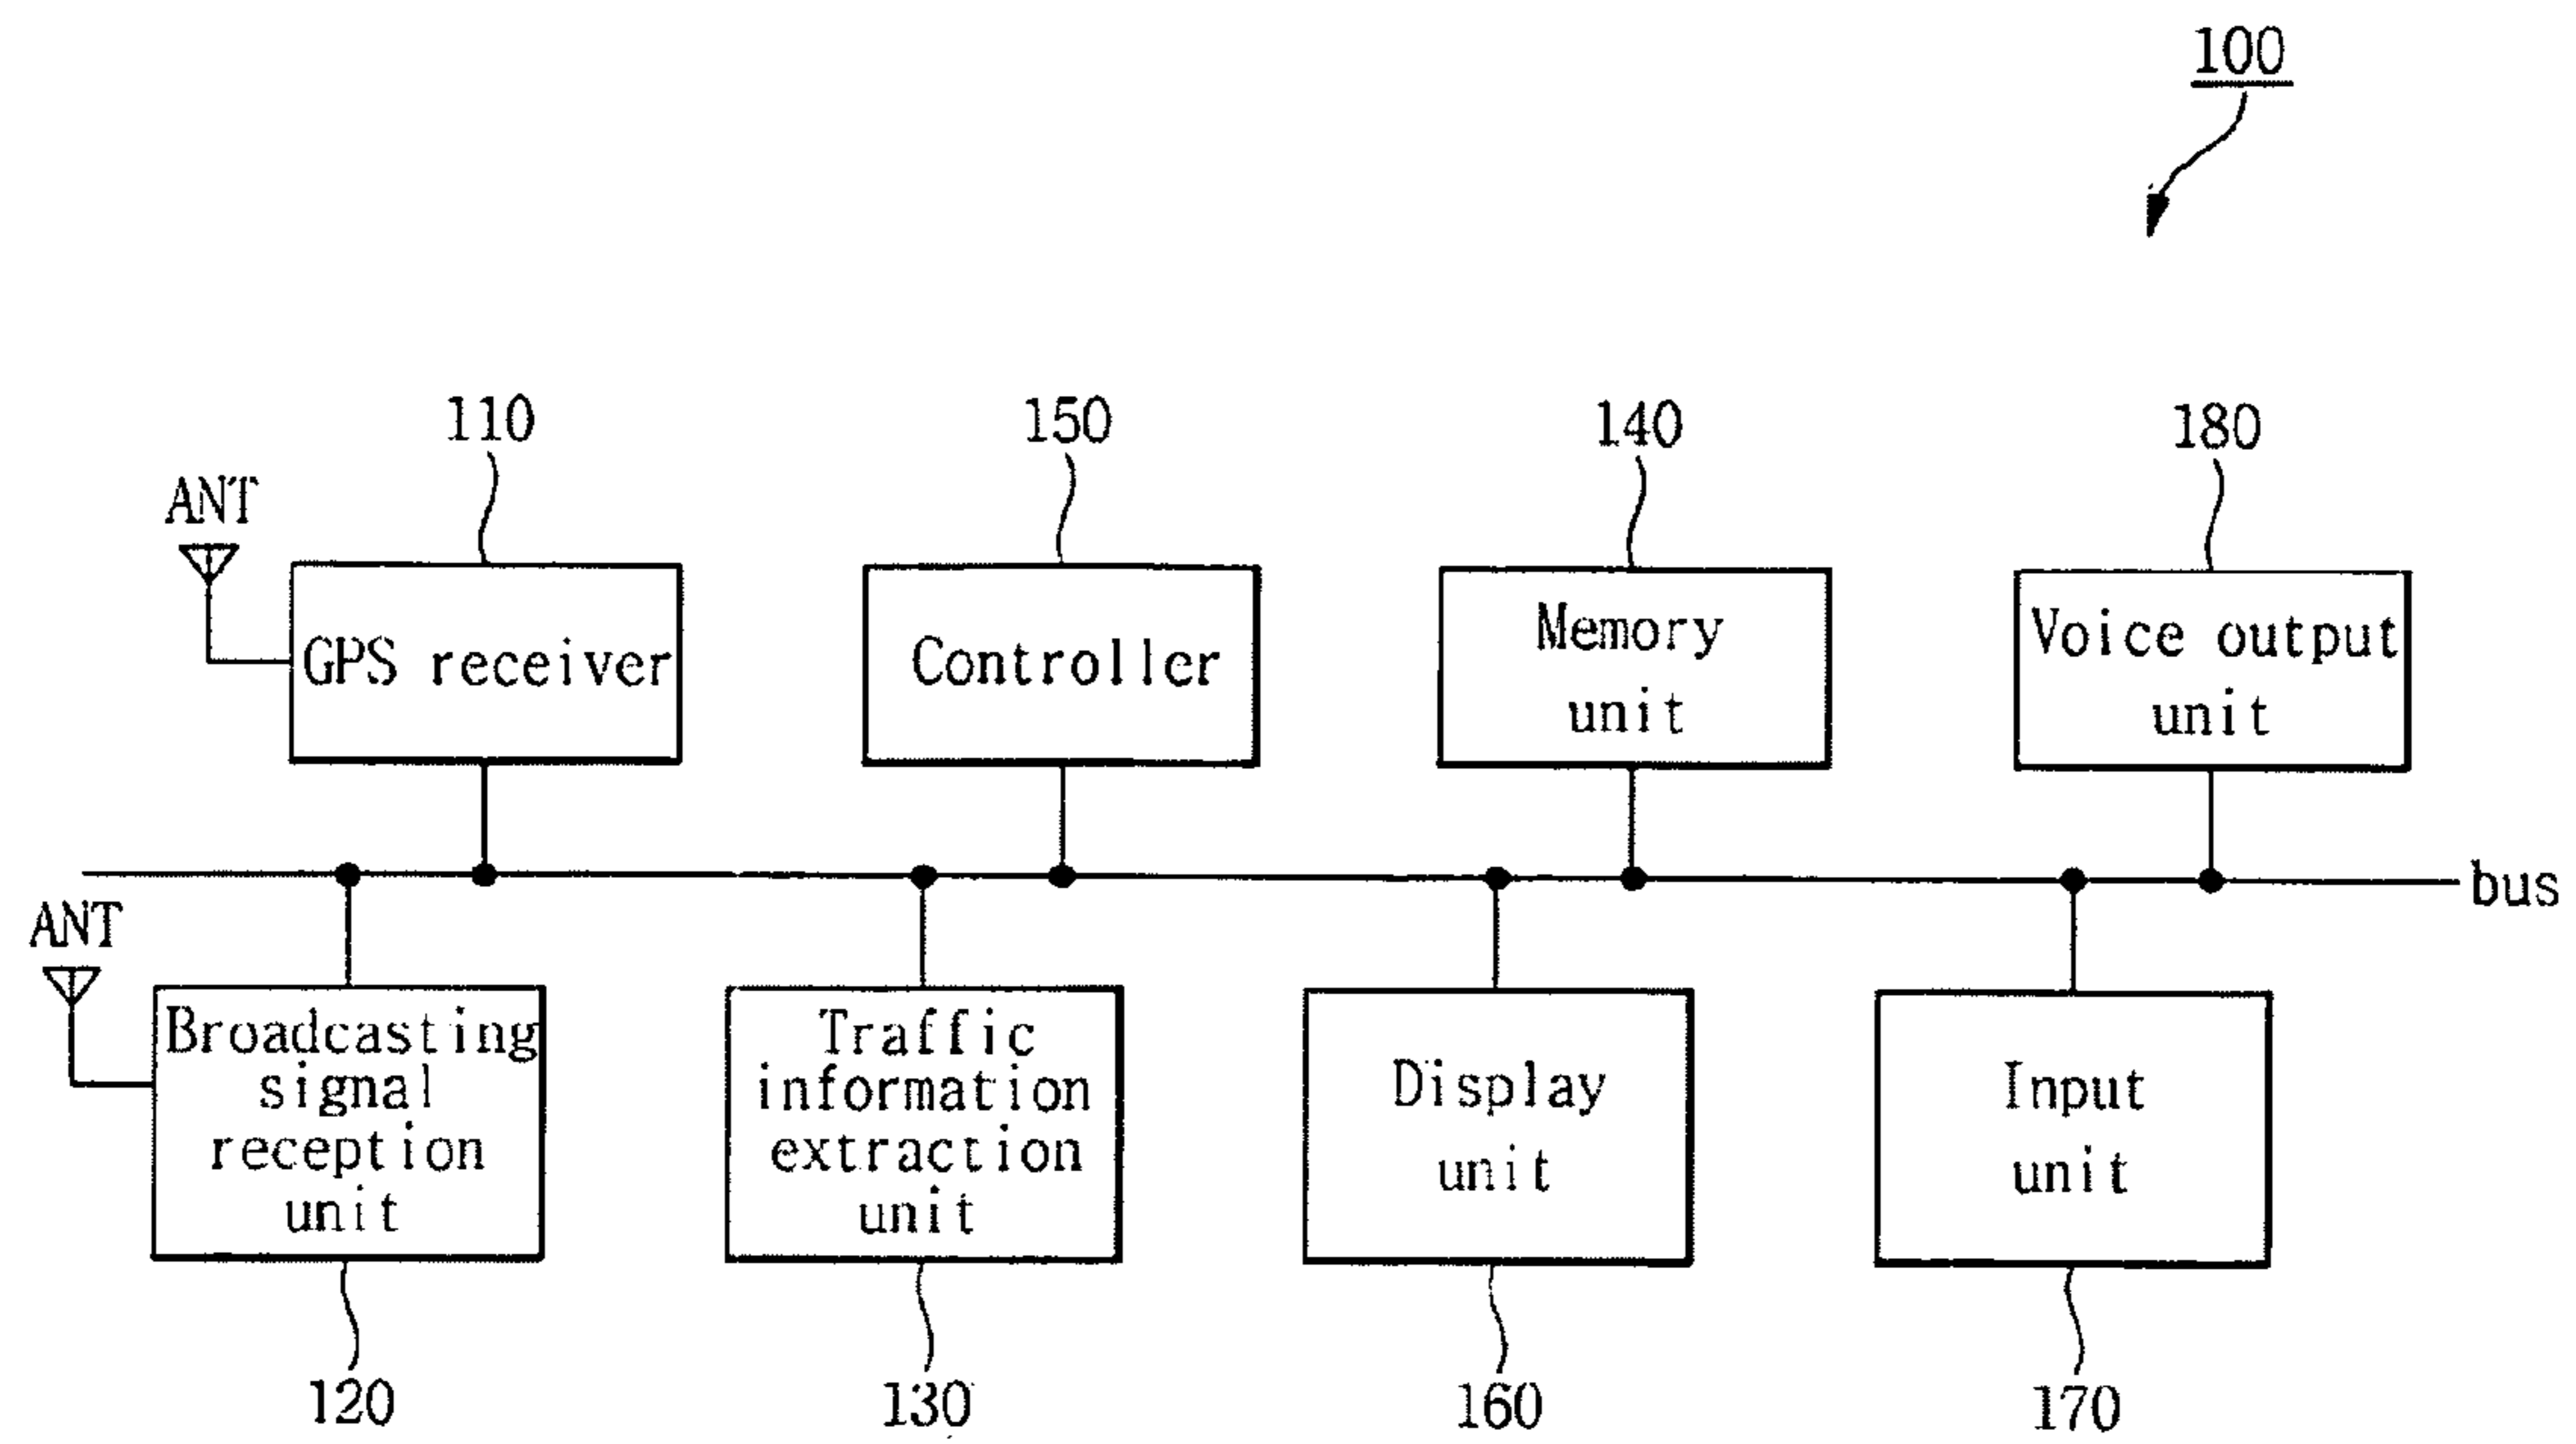 100
110
150
140
180
ANT
GPS receiver
Controller
Memory
unit
Voice output
unit
bus
ANT
Broadcasting
signal
reception
unit
Traffic
information
extraction
unit
Display
unit
Input
unit
120
130
160
170